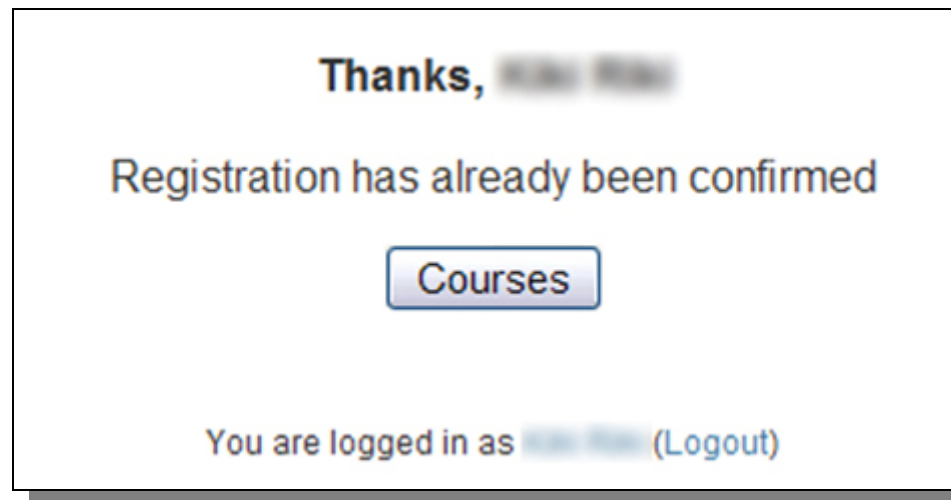 Thanks,
Registration has already been confirmed
Courses
You are logged in as (Logout)